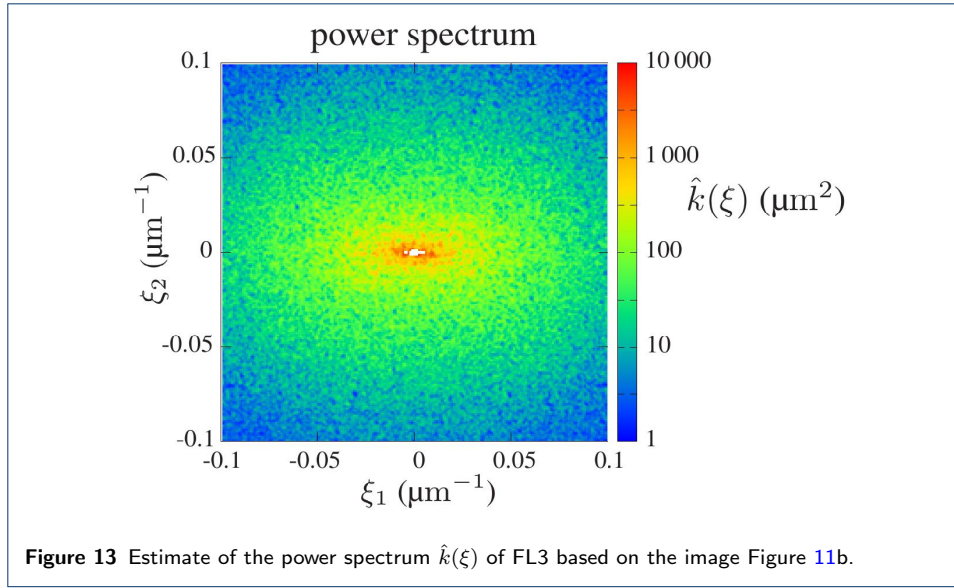 power spectrum
0.1
0.05
0
-0.05
-0.1
ξ₂ (µm⁻¹)
-0.1 -0.05 0 0.05 0.1
ξ₁ (µm⁻¹)
10 000
1 000
100
10
1
k̂(ξ) (µm²)
Figure 13 Estimate of the power spectrum k̂(ξ) of FL3 based on the image Figure 11b.